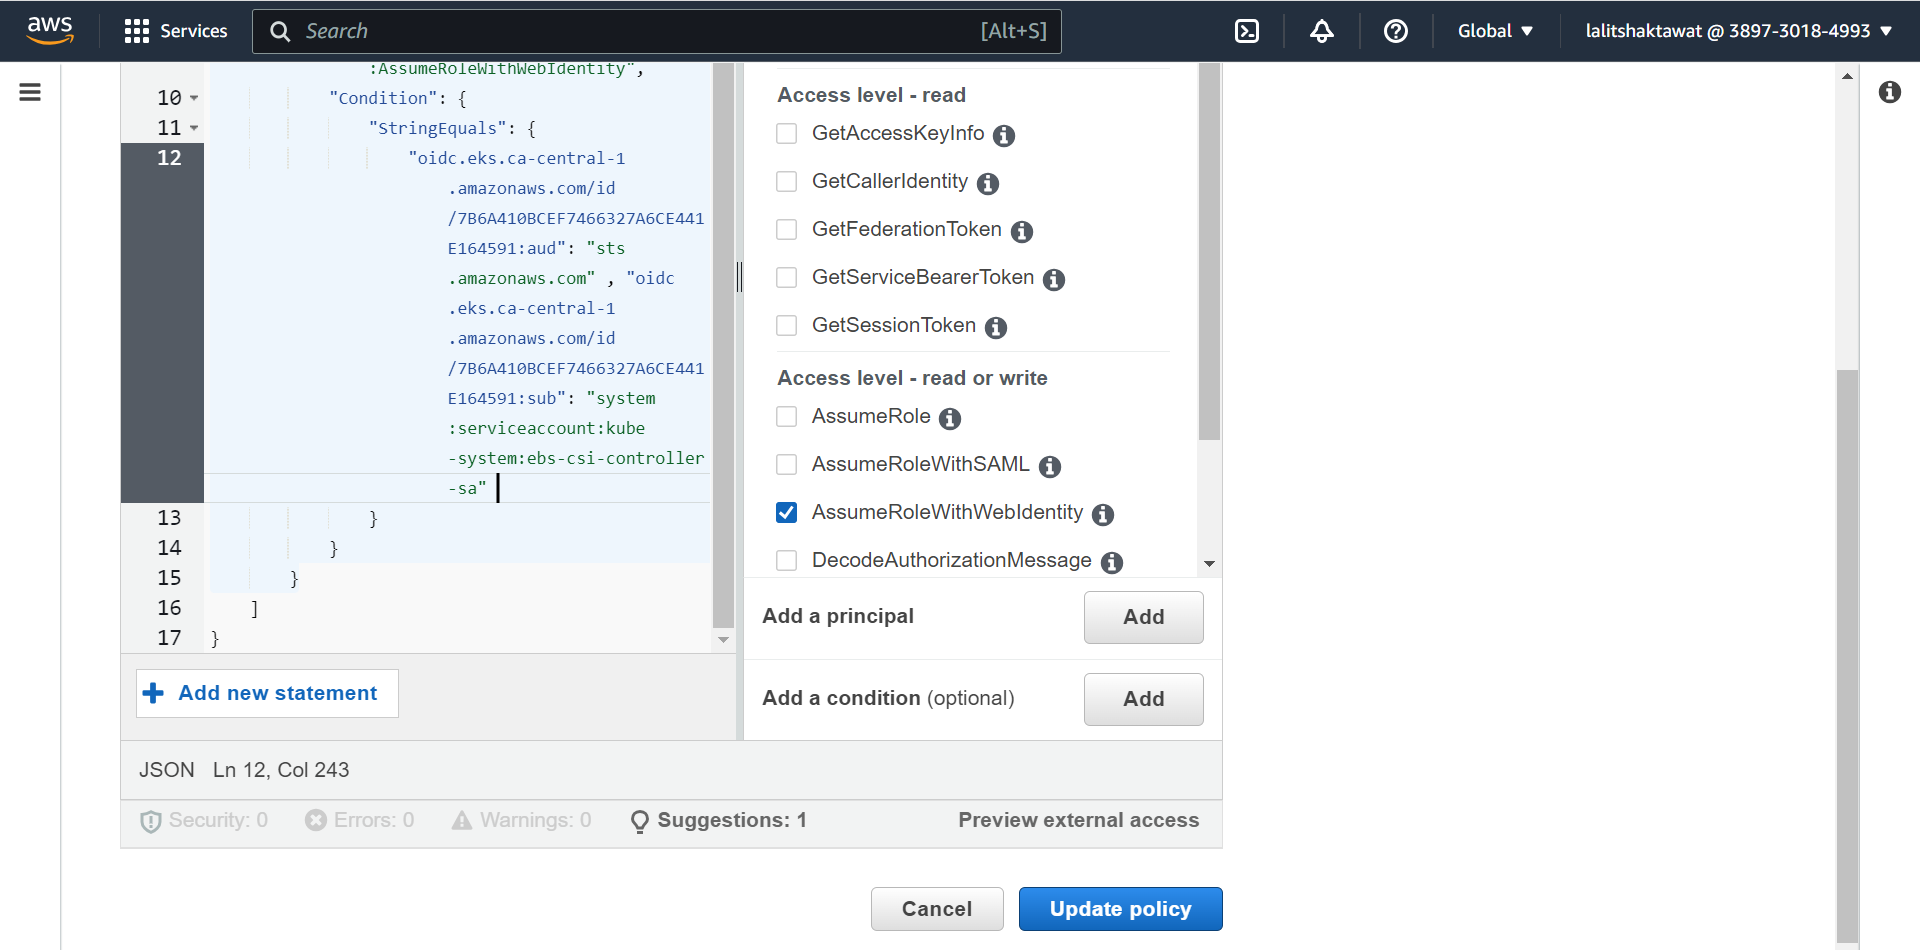 aws
Services
Search
[Alt+S]
Global
lalitshaktawat @ 3897-3018-4993
:AssumeRoleWithWebIdentity",
10 "Condition": {
11 "StringEquals": {
12 "oidc.eks.ca-central-1
.amazonaws.com/id
/7B6A410BCEF7466327A6CE441
E164591:aud": "sts
.amazonaws.com" , "oidc
.eks.ca-central-1
.amazonaws.com/id
/7B6A410BCEF7466327A6CE441
E164591:sub": "system
:serviceaccount:kube
-system:ebs-csi-controller
-sa"
13 }
14 }
15 }
16 ]
17 }
Add new statement
Access level - read
GetAccessKeyInfo
GetCallerIdentity
GetFederationToken
GetServiceBearerToken
GetSessionToken
Access level - read or write
AssumeRole
AssumeRoleWithSAML
AssumeRoleWithWebIdentity
DecodeAuthorizationMessage
Add a principal
Add
Add a condition (optional)
Add
JSON Ln 12, Col 243
Security: 0
Errors: 0
Warnings: 0
Suggestions: 1
Preview external access
Cancel
Update policy